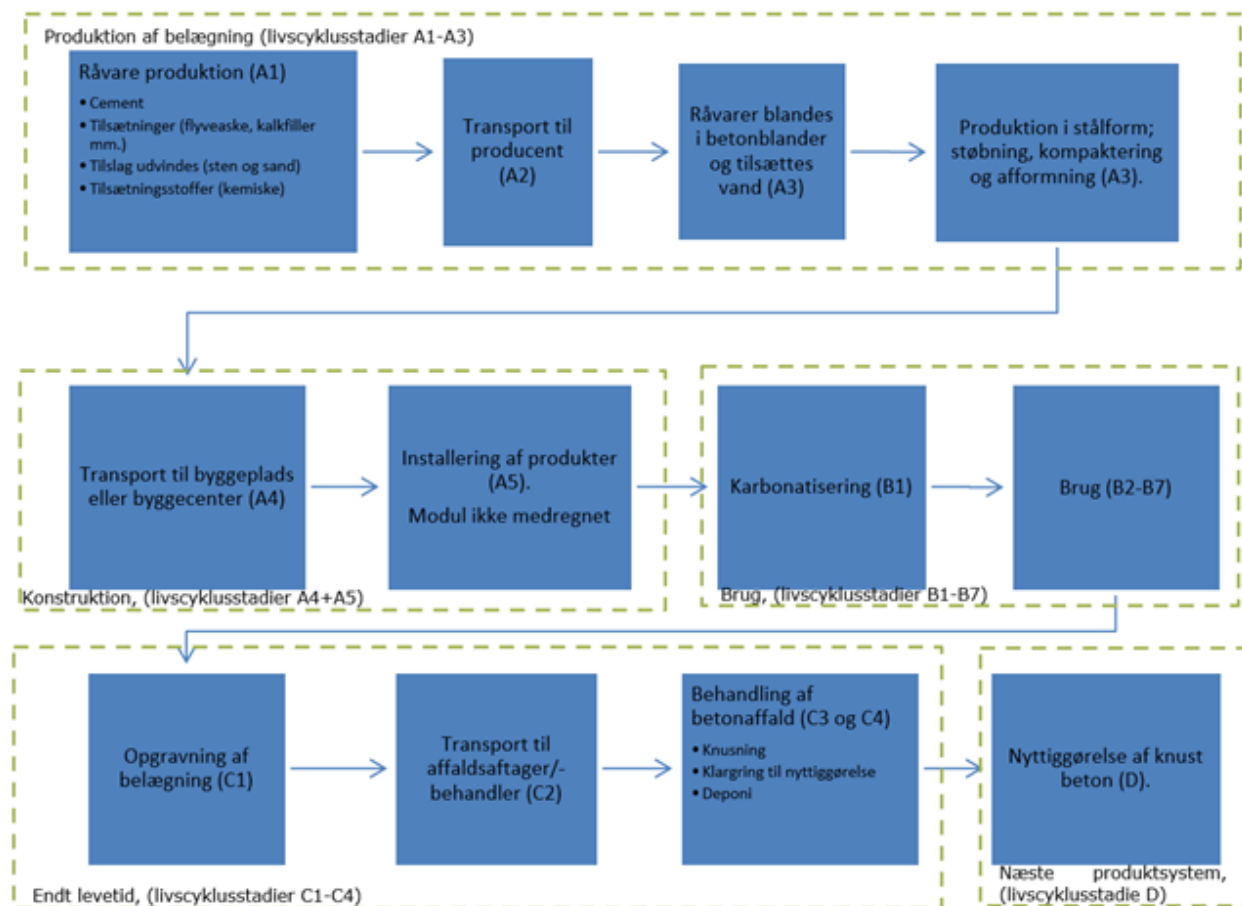 Produktion af belægning (livscyklusstadier A1-A3)
Råvare produktion (A1)
• Cement
• Tilsætninger (flyveaske, kalkfiller
mm.)
• Tilslag udvindes (sten og sand)
• Tilsætningsstoffer (kemiske)
Transport til
producent
(A2)
Råvarer blandes
i betonblander
og tilsættes
vand (A3)
Produktion i stålform;
støbning, kompaktering
og afformning (A3).
Transport til byggeplads
eller byggecenter (A4)
Installering af produkter
(A5).
Modul ikke medregnet
Konstruktion, (livscyklusstadier A4+A5)
Karbonatisering (B1)
Brug (B2-B7)
Brug, (livscyklusstadier B1-B7)
Opgravning af
belægning (C1)
Transport til
affaldsaftager/-
behandler (C2)
Behandling af
betonaffald (C3 og C4)
• Knusning
• Klargring til nyttiggørelse
• Deponi
Endt levetid, (livscyklusstadier C1-C4)
Nyttiggørelse af knust
beton (D).
Næste produktsystem,
(livscyklusstadie D)